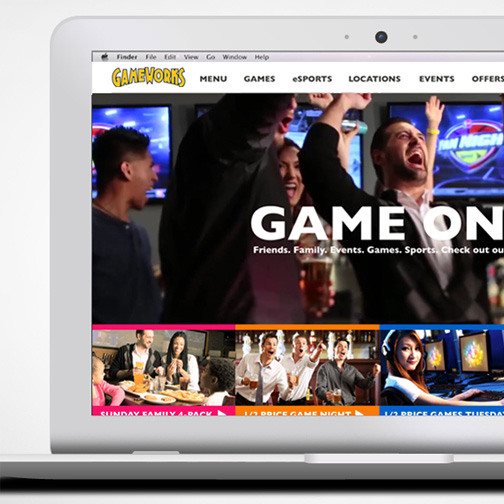 Finder File Edit View Go Window Help
GAMEWORKS MENU GAMES eSPORTS LOCATIONS EVENTS OFFERS
GAME ON
Friends. Family. Events. Games. Sports. Check out ou
SUNDAY FAMILY 4-PACK 1/2 PRICE GAME NIGHT 1/2 PRICE GAMES TUESDAY